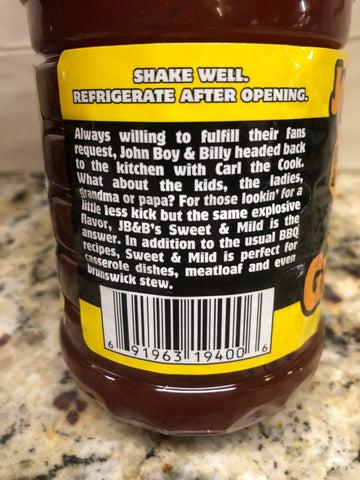 SHAKE WELL.
REFRIGERATE AFTER OPENING.
Always willing to fulfill their fans
request, John Boy & Billy headed back
to the kitchen with Carl the Cook.
What about the kids, the ladies,
grandma or papa? For those lookin' for a
little less kick but the same explosive
flavor, JB&B's Sweet & Mild is the
answer. In addition to the usual BBQ
recipes, Sweet & Mild is perfect for
casserole dishes, meatloaf and even
brunswick stew.
6 91963 19400 6